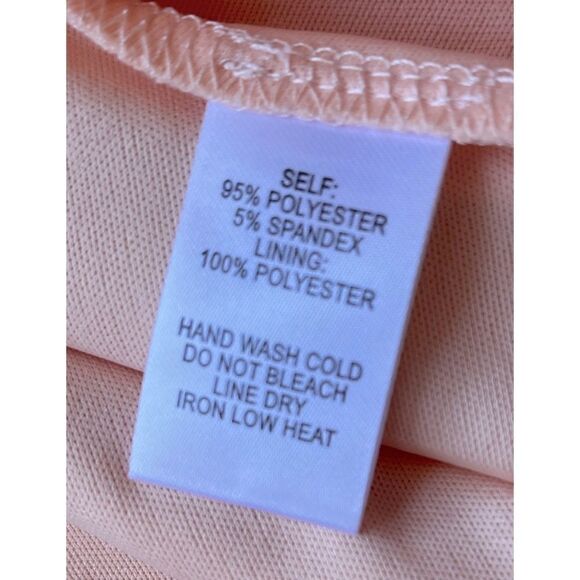 SELF:
95% POLYESTER
5% SPANDEX
LINING:
100% POLYESTER
HAND WASH COLD
DO NOT BLEACH
LINE DRY
IRON LOW HEAT